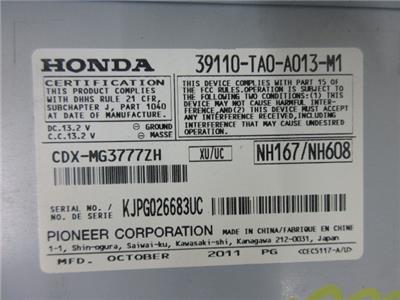 HONDA 39110-TA0-A013-M1
CERTIFICATION
THIS PRODUCT COMPLIES
WITH DHHS RULE 21 CFR,
SUBCHAPTER J, PART 1040
AT DATE OF MANUFACTURE.
THIS DEVICE COMPLIES WITH PART 15 OF
THE FCC RULES. OPERATION IS SUBJECT
TO THE FOLLOWING TWO CONDITIONS:
(1) THIS DEVICE MAY NOT CAUSE HARMFUL
INTERFERENCE, AND (2) THIS DEVICE MUST ACCEPT
ANY INTERFERENCE RECEIVED, INCLUDING
INTERFERENCE THAT MAY CAUSE
UNDESIRED OPERATION.
DC.13.2 V ⊖ GROUND
C.C.13.2 V MASSE
CDX-MG3777ZH XU/UC NH167/NH608
SERIAL NO./
NO DE SERIE KJPG026683UC
PIONEER CORPORATION MADE IN CHINA/FABRIQUE EN CHINE
1-1, Shin-ogura, Saiwai-ku, Kawasaki-shi, Kanagawa 212-0031, Japan
MFD. OCTOBER 2011 PG <CEC5117-A/LD>